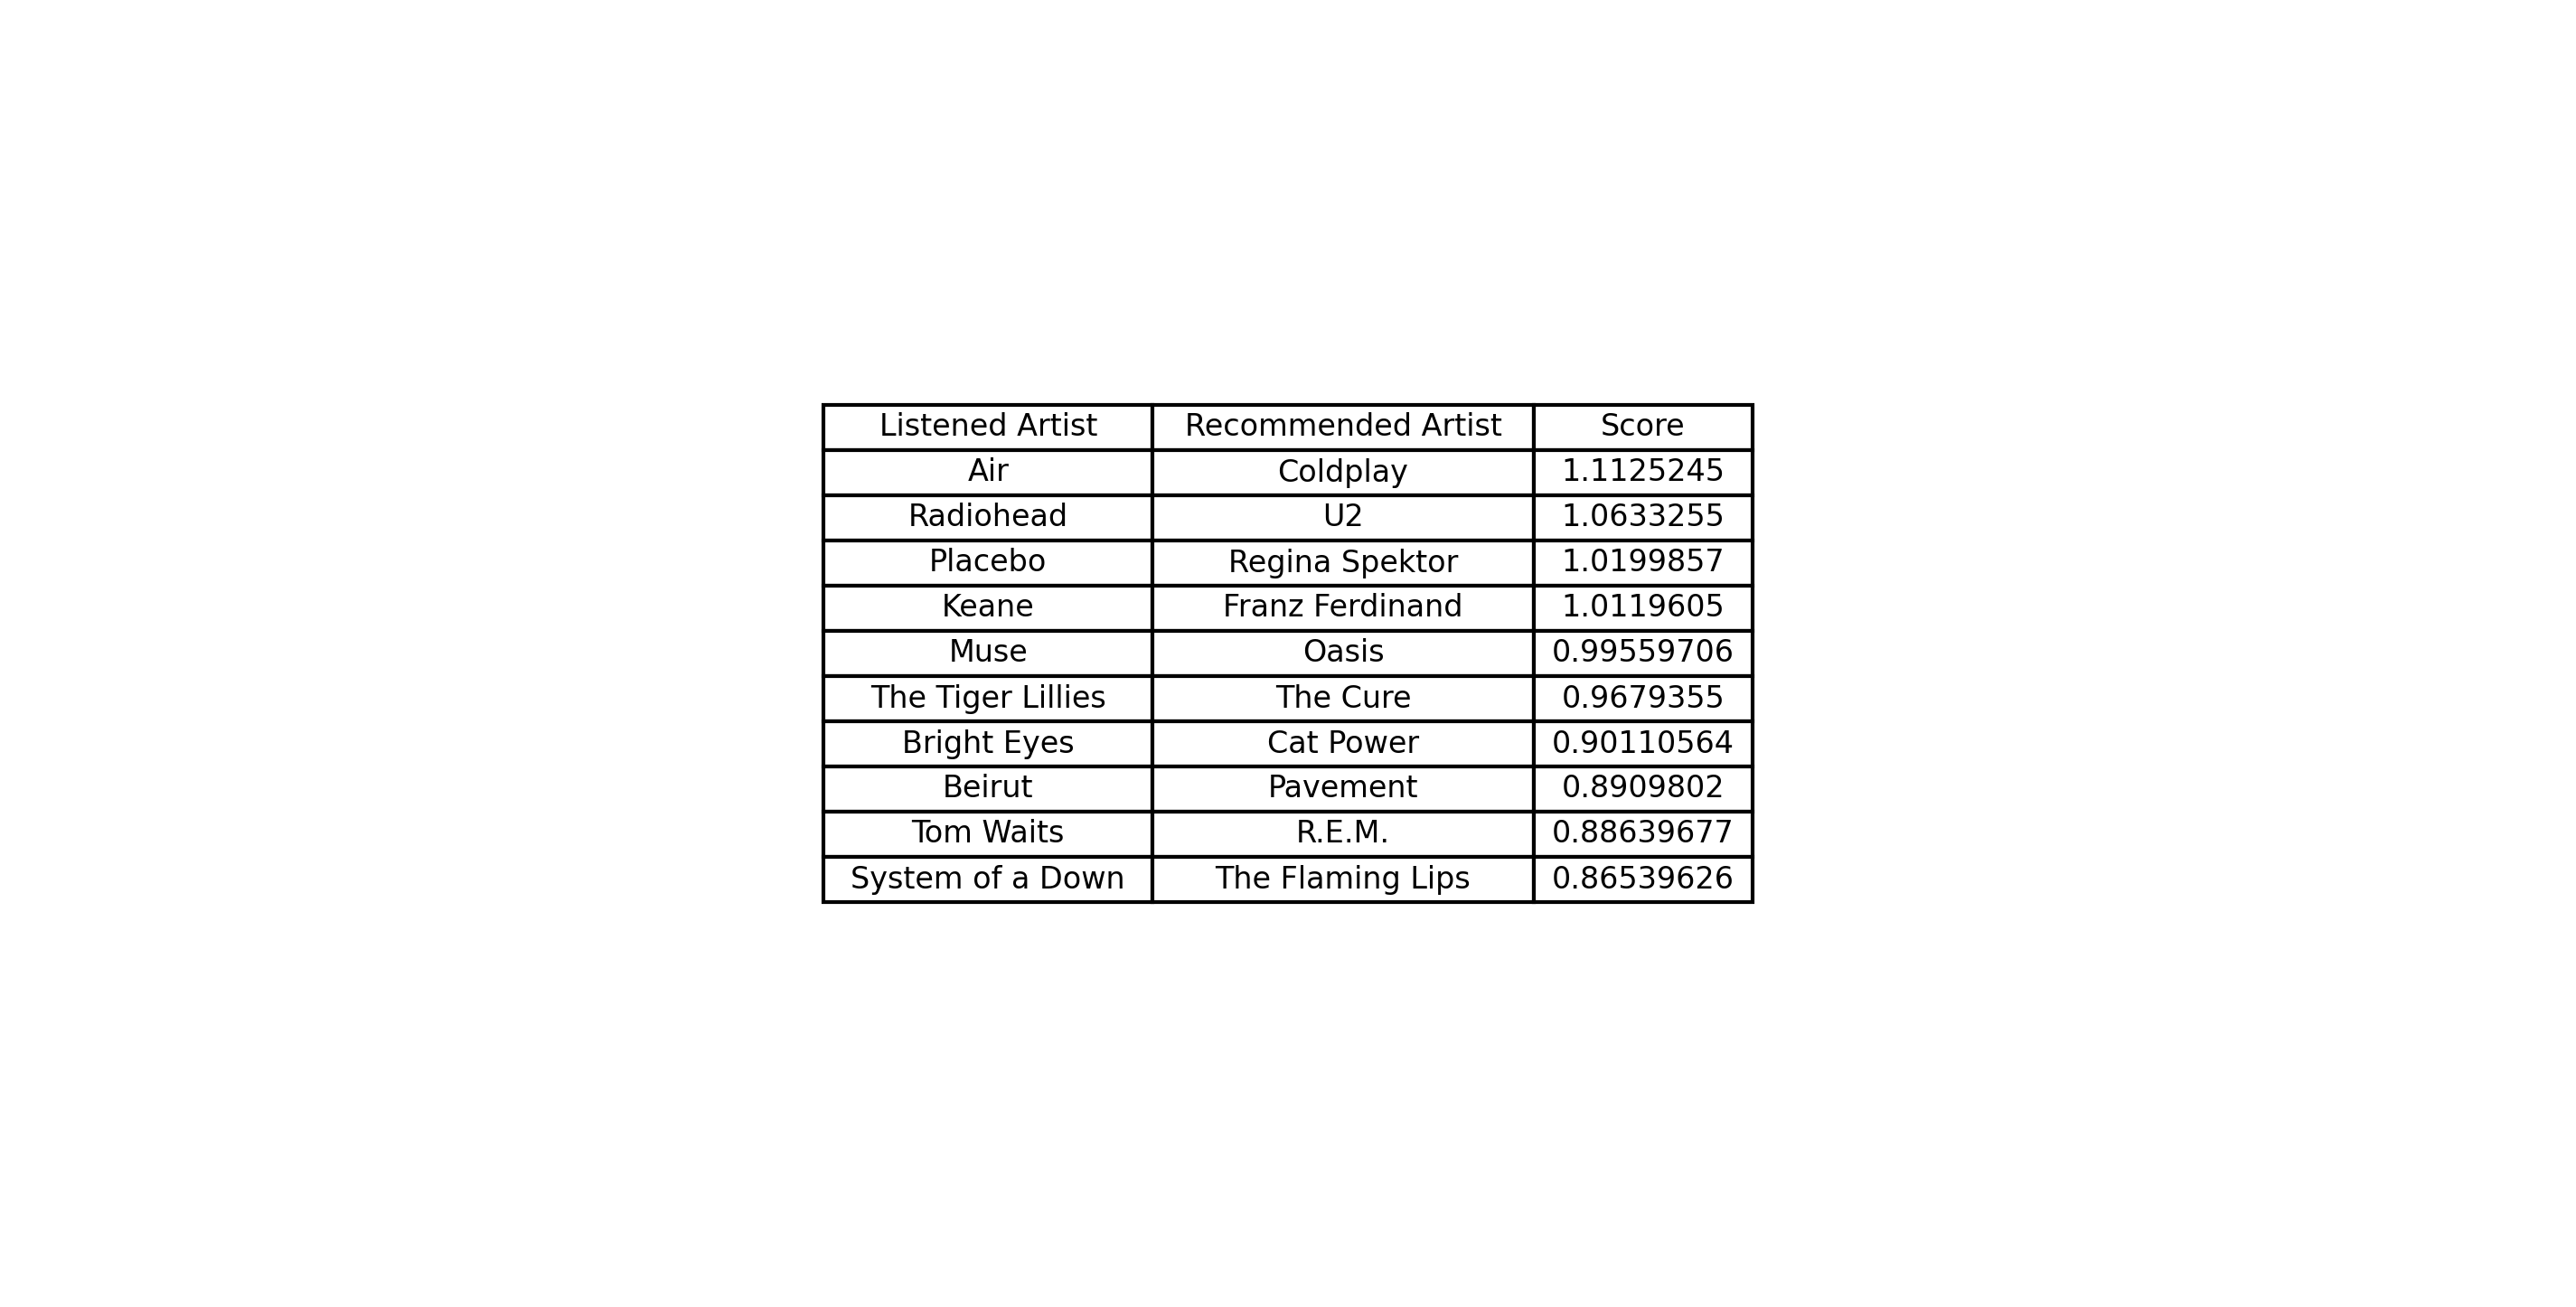 Listened Artist Recommended Artist Score
Air Coldplay 1.1125245
Radiohead U2 1.0633255
Placebo Regina Spektor 1.0199857
Keane Franz Ferdinand 1.0119605
Muse Oasis 0.99559706
The Tiger Lillies The Cure 0.9679355
Bright Eyes Cat Power 0.90110564
Beirut Pavement 0.8909802
Tom Waits R.E.M. 0.88639677
System of a Down The Flaming Lips 0.86539626